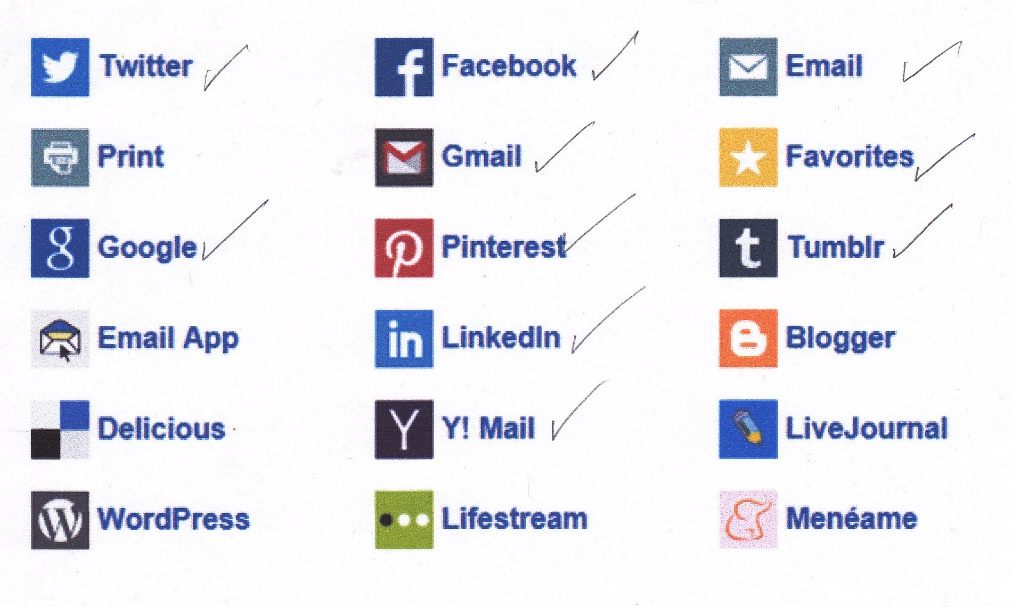 Twitter Facebook Email
Print Gmail Favorites
Google Pinterest Tumblr
Email App LinkedIn Blogger
Delicious Y! Mail LiveJournal
WordPress Lifestream Menéame